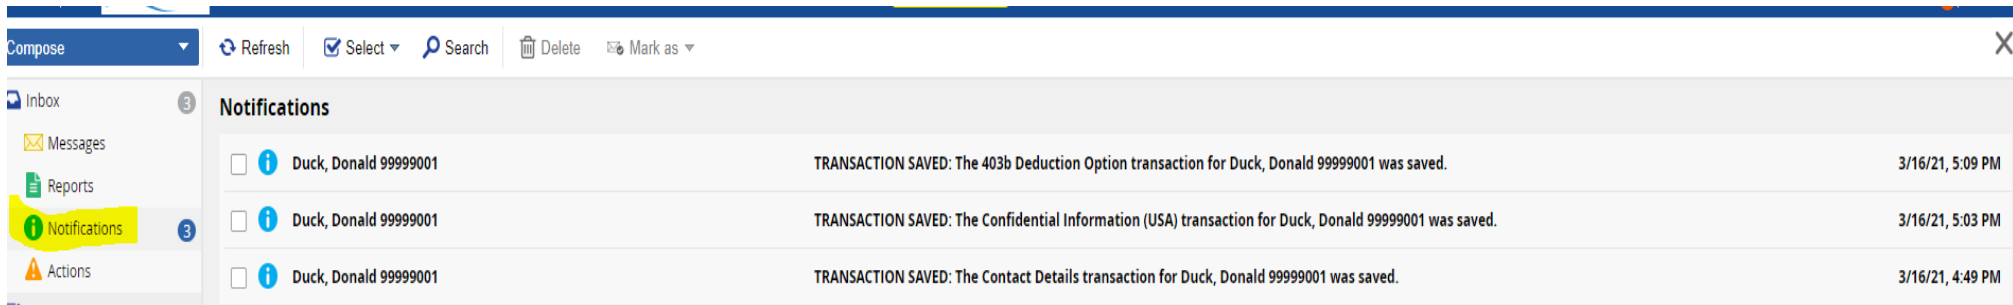 Compose
Refresh Select Search Delete Mark as X
Inbox 3
Messages
Reports
Notifications 3
Actions
Notifications
Duck, Donald 99999001 TRANSACTION SAVED: The 403b Deduction Option transaction for Duck, Donald 99999001 was saved. 3/16/21, 5:09 PM
Duck, Donald 99999001 TRANSACTION SAVED: The Confidential Information (USA) transaction for Duck, Donald 99999001 was saved. 3/16/21, 5:03 PM
Duck, Donald 99999001 TRANSACTION SAVED: The Contact Details transaction for Duck, Donald 99999001 was saved. 3/16/21, 4:49 PM